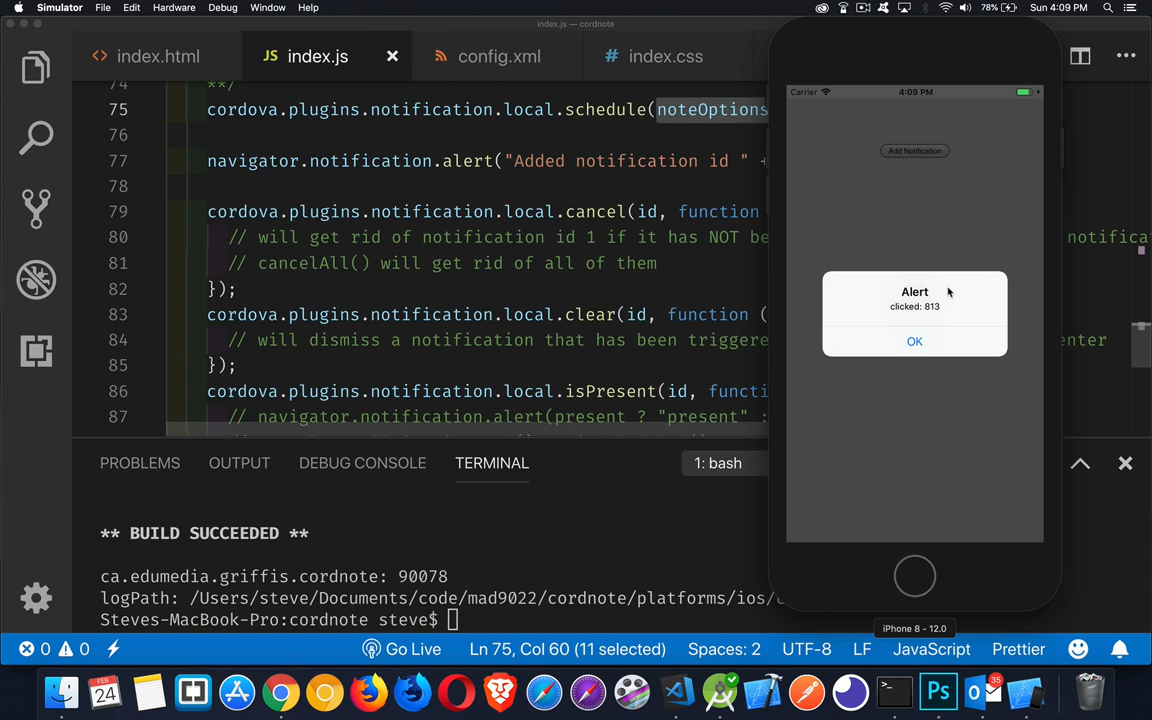 Simulator File Edit Hardware Debug Window Help 78% Sun 4:09 PM
index.js — cordnote
index.html JS index.js config.xml # index.css
74 **/
75 cordova.plugins.notification.local.schedule(noteOptions
76
77 navigator.notification.alert("Added notification id " +
78
79 cordova.plugins.notification.local.cancel(id, function
80 // will get rid of notification id 1 if it has NOT be notifica
81 // cancelAll() will get rid of all of them
82 });
83 cordova.plugins.notification.local.clear(id, function (
84 // will dismiss a notification that has been triggere enter
85 });
86 cordova.plugins.notification.local.isPresent(id, functi
87 // navigator.notification.alert(present ? "present" :
Carrier 4:09 PM
Add Notification
Alert
clicked: 813
OK
PROBLEMS OUTPUT DEBUG CONSOLE TERMINAL 1: bash
** BUILD SUCCEEDED **
ca.edumedia.griffis.cordnote: 90078
logPath: /Users/steve/Documents/code/mad9022/cordnote/platforms/ios/c
Steves-MacBook-Pro:cordnote steve$
iPhone 8 - 12.0
0 0 Go Live Ln 75, Col 60 (11 selected) Spaces: 2 UTF-8 LF JavaScript Prettier
FEB
24
>_
Ps
35